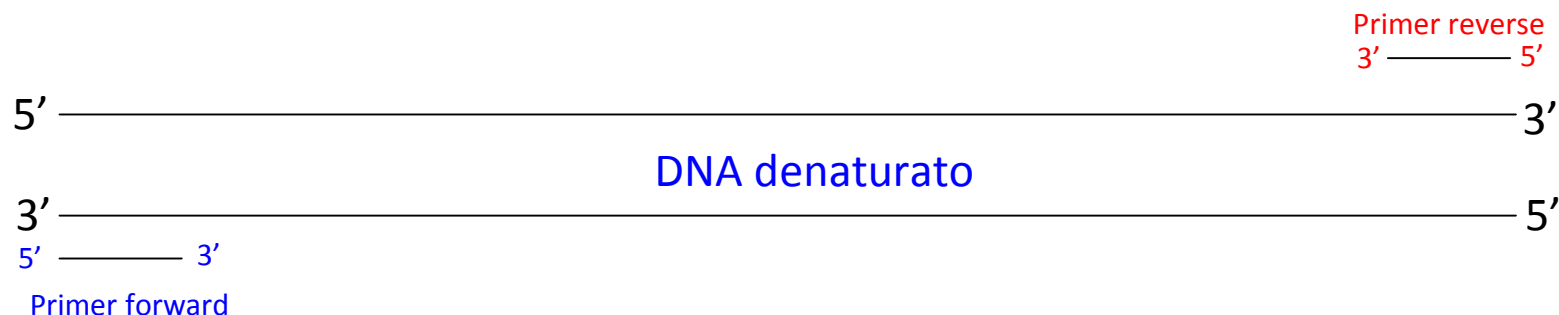 Primer reverse
3’ 5’
5’ 3’
DNA denaturato
3’ 5’
5’ 3’
Primer forward